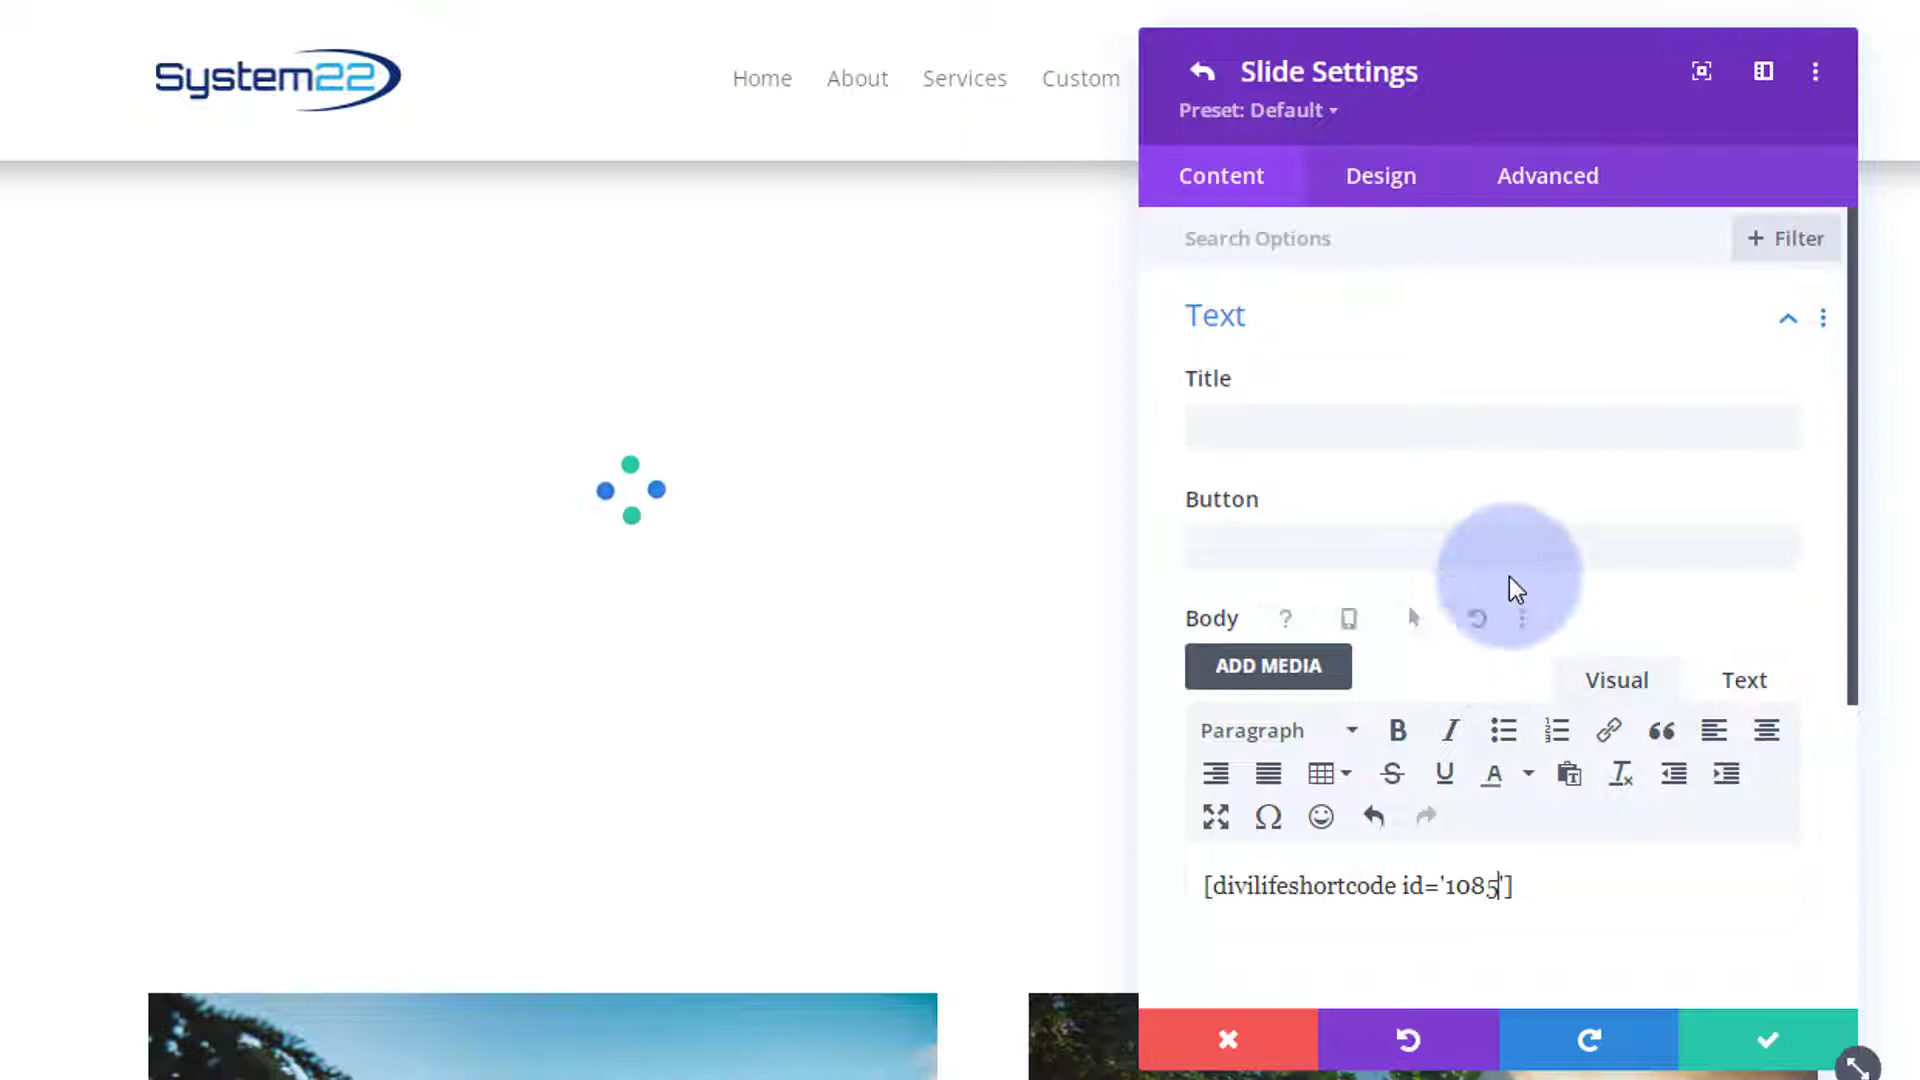 System22
Home About Services Custom
Slide Settings
Preset: Default
Content Design Advanced
Search Options
+ Filter
Text
Title
Button
Body ?
ADD MEDIA
Visual Text
Paragraph
[divilifeshortcode id='1085']